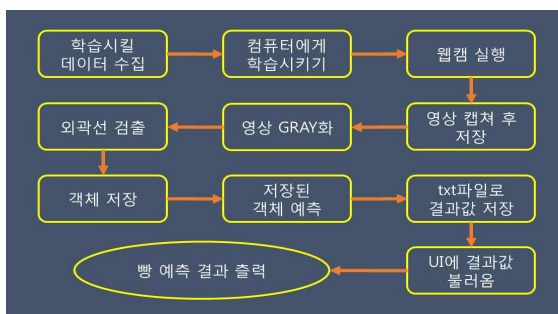 학습시킬
데이터 수집
컴퓨터에게
학습시키기
웹캠 실행
영상 캡쳐 후
저장
영상 GRAY화
외곽선 검출
객체 저장
저장된
객체 예측
txt파일로
결과값 저장
UI에 결과값
불러옴
빵 예측 결과 출력